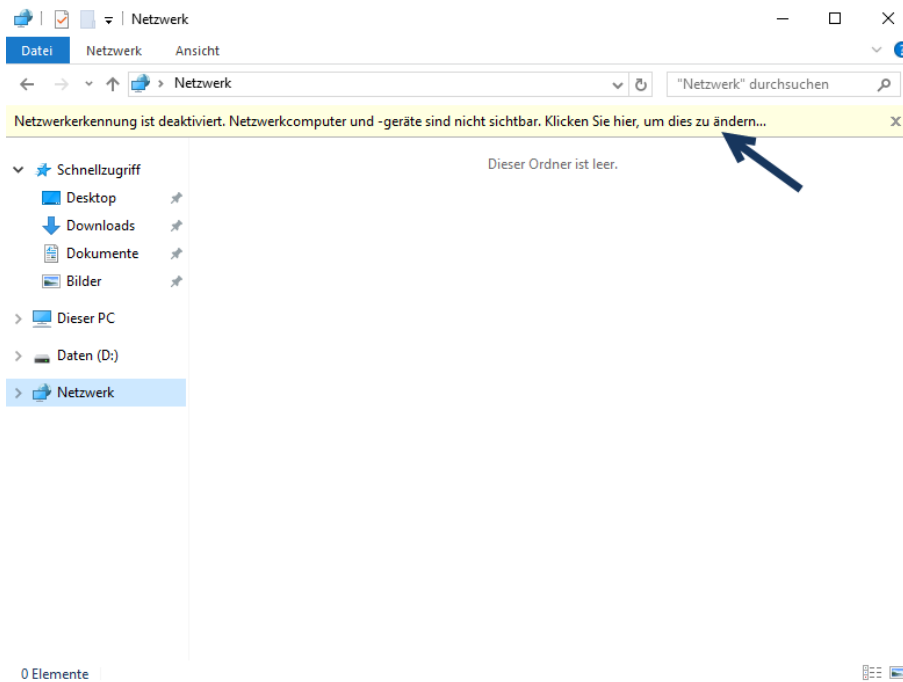 Netzwerk
Datei Netzwerk Ansicht
Netzwerk "Netzwerk" durchsuchen
Netzwerkerkennung ist deaktiviert. Netzwerkcomputer und -geräte sind nicht sichtbar. Klicken Sie hier, um dies zu ändern...
Dieser Ordner ist leer.
Schnellzugriff
Desktop
Downloads
Dokumente
Bilder
Dieser PC
Daten (D:)
Netzwerk
0 Elemente